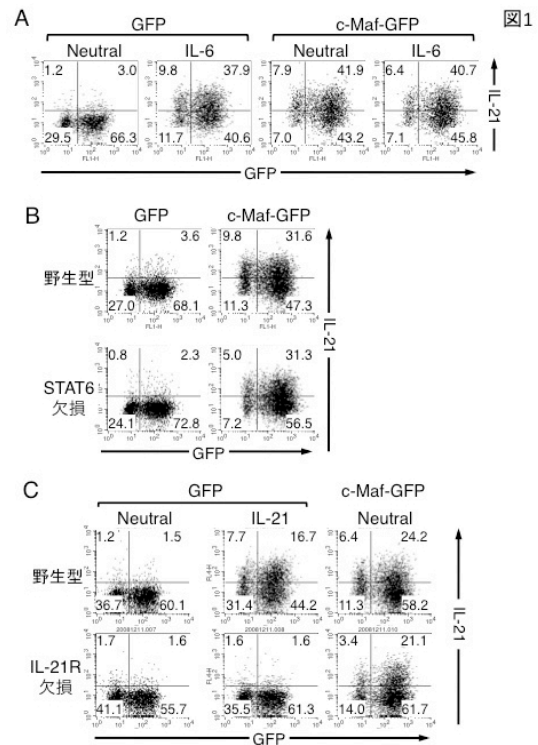 図1
A
GFP c-Maf-GFP
Neutral IL-6 Neutral IL-6
1.2 3.0 9.8 37.9 7.9 41.9 6.4 40.7
29.5 66.3 11.7 40.6 7.0 43.2 7.1 45.8
FL1-H
IL-21
GFP
B
GFP c-Maf-GFP
野生型
1.2 3.6 9.8 31.6
27.0 68.1 11.3 47.3
FL1-H
STAT6
欠損
0.8 2.3 5.0 31.3
24.1 72.8 7.2 56.5
IL-21
GFP
C
GFP c-Maf-GFP
Neutral IL-21 Neutral
野生型
1.2 1.5 7.7 16.7 6.4 24.2
36.7 60.1 31.4 44.2 11.3 58.2
20081211.007 20081211.008 20081211.010
IL-21R
欠損
1.7 1.6 1.6 1.6 3.4 21.1
41.1 55.7 35.5 61.3 14.0 61.7
IL-21
GFP